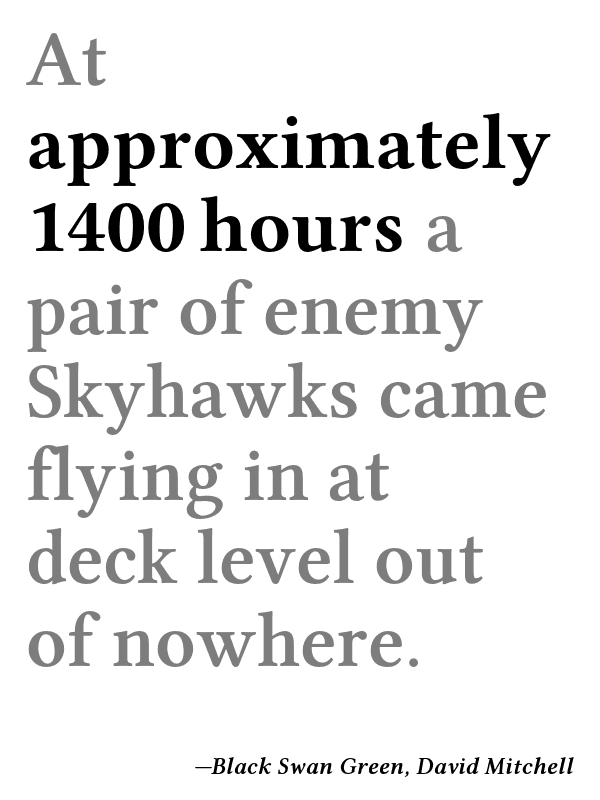 At
approximately
1400 hours a
pair of enemy
Skyhawks came
flying in at
deck level out
of nowhere.
—Black Swan Green, David Mitchell